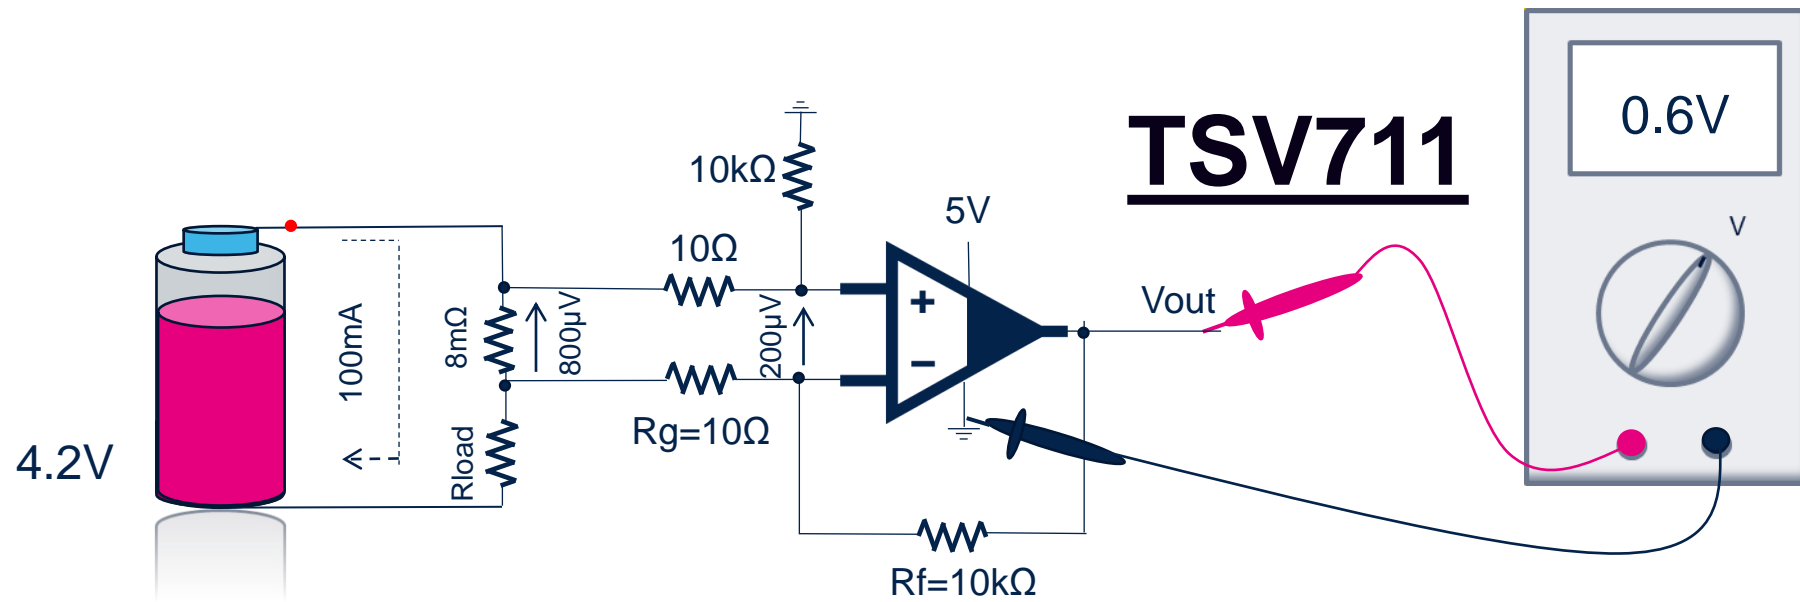 TSV711
0.6V
V
10kΩ
5V
10Ω
Vout
100mA
8mΩ
800µV
200µV
+
−
Rg=10Ω
4.2V
Rload
Rf=10kΩ